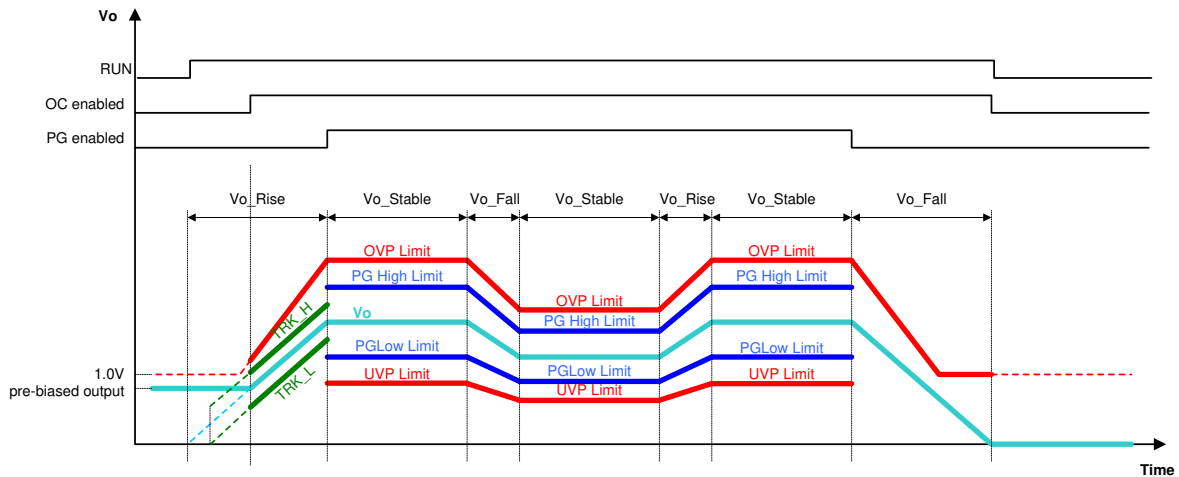 Vo
RUN
OC enabled
PG enabled
Vo_Rise
Vo_Stable
Vo_Fall
Vo_Stable
Vo_Rise
Vo_Stable
Vo_Fall
OVP Limit
OVP Limit
PG High Limit
PG High Limit
OVP Limit
TRK_H
Vo
PG High Limit
PGLow Limit
PGLow Limit
1.0V
UVP Limit
PGLow Limit
UVP Limit
pre-biased output
TRK_L
UVP Limit
Time